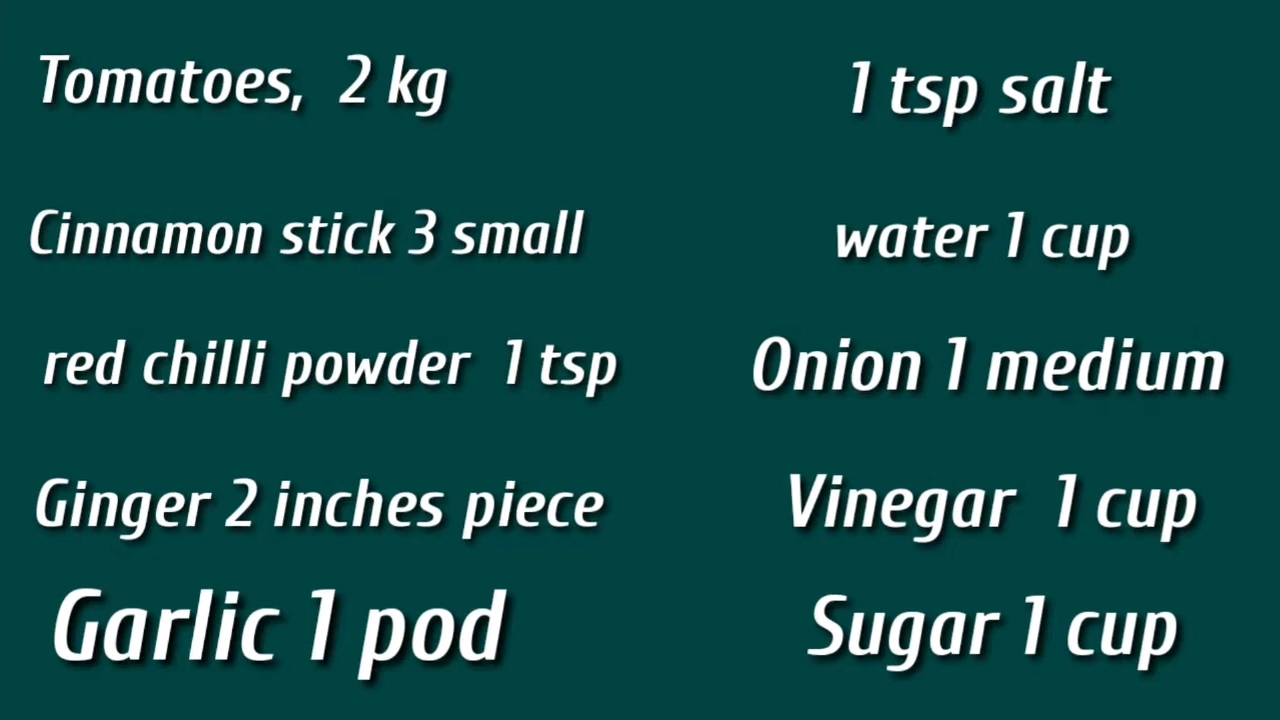 Tomatoes, 2 kg
Cinnamon stick 3 small
red chilli powder 1 tsp
Ginger 2 inches piece
Garlic 1 pod
1 tsp salt
water 1 cup
Onion 1 medium
Vinegar 1 cup
Sugar 1 cup